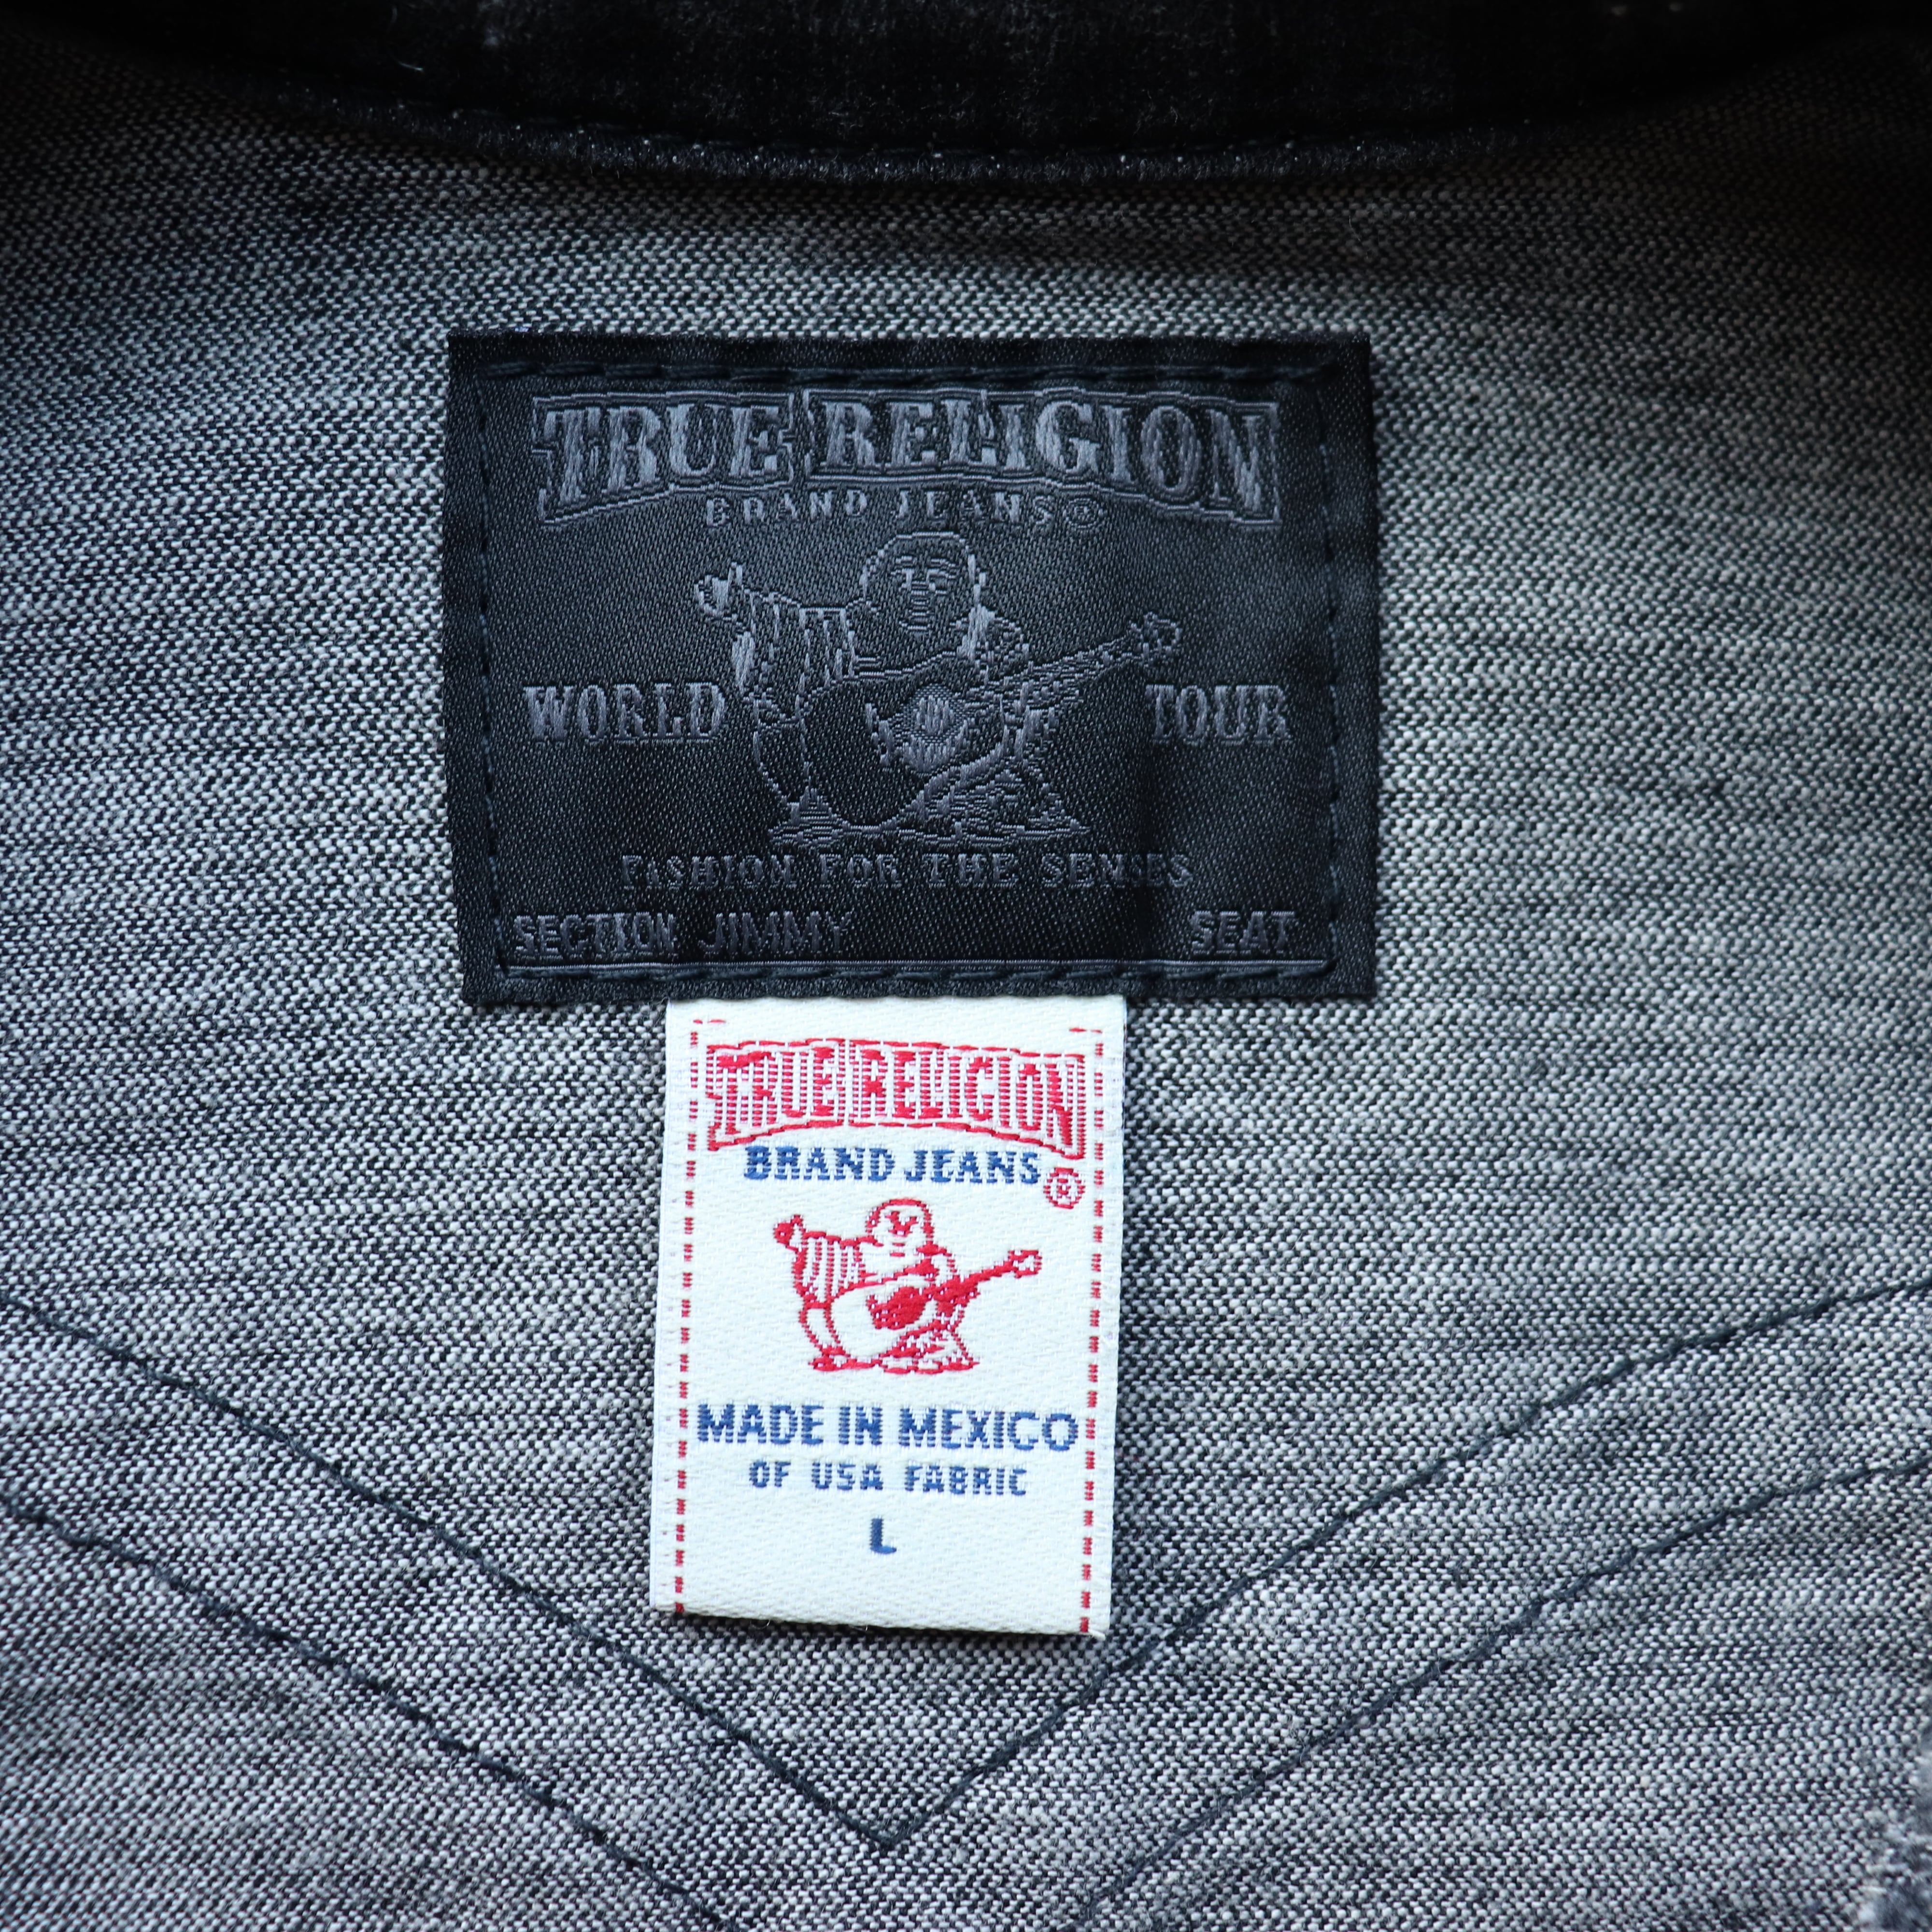 TRUE RELIGION
BRAND JEANS®
WORLD TOUR
FASHION FOR THE SENSES
SECTION JIMMY SEAT
TRUE RELIGION
BRAND JEANS®
MADE IN MEXICO
OF USA FABRIC
L